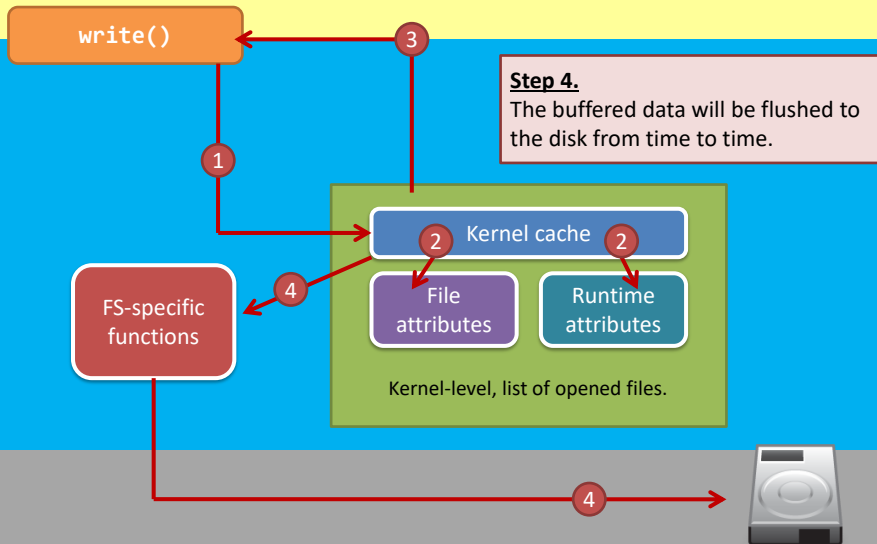 write()
3
Step 4.
The buffered data will be flushed to
the disk from time to time.
1
Kernel cache
2
2
4
FS-specific
functions
File
attributes
Runtime
attributes
Kernel-level, list of opened files.
4